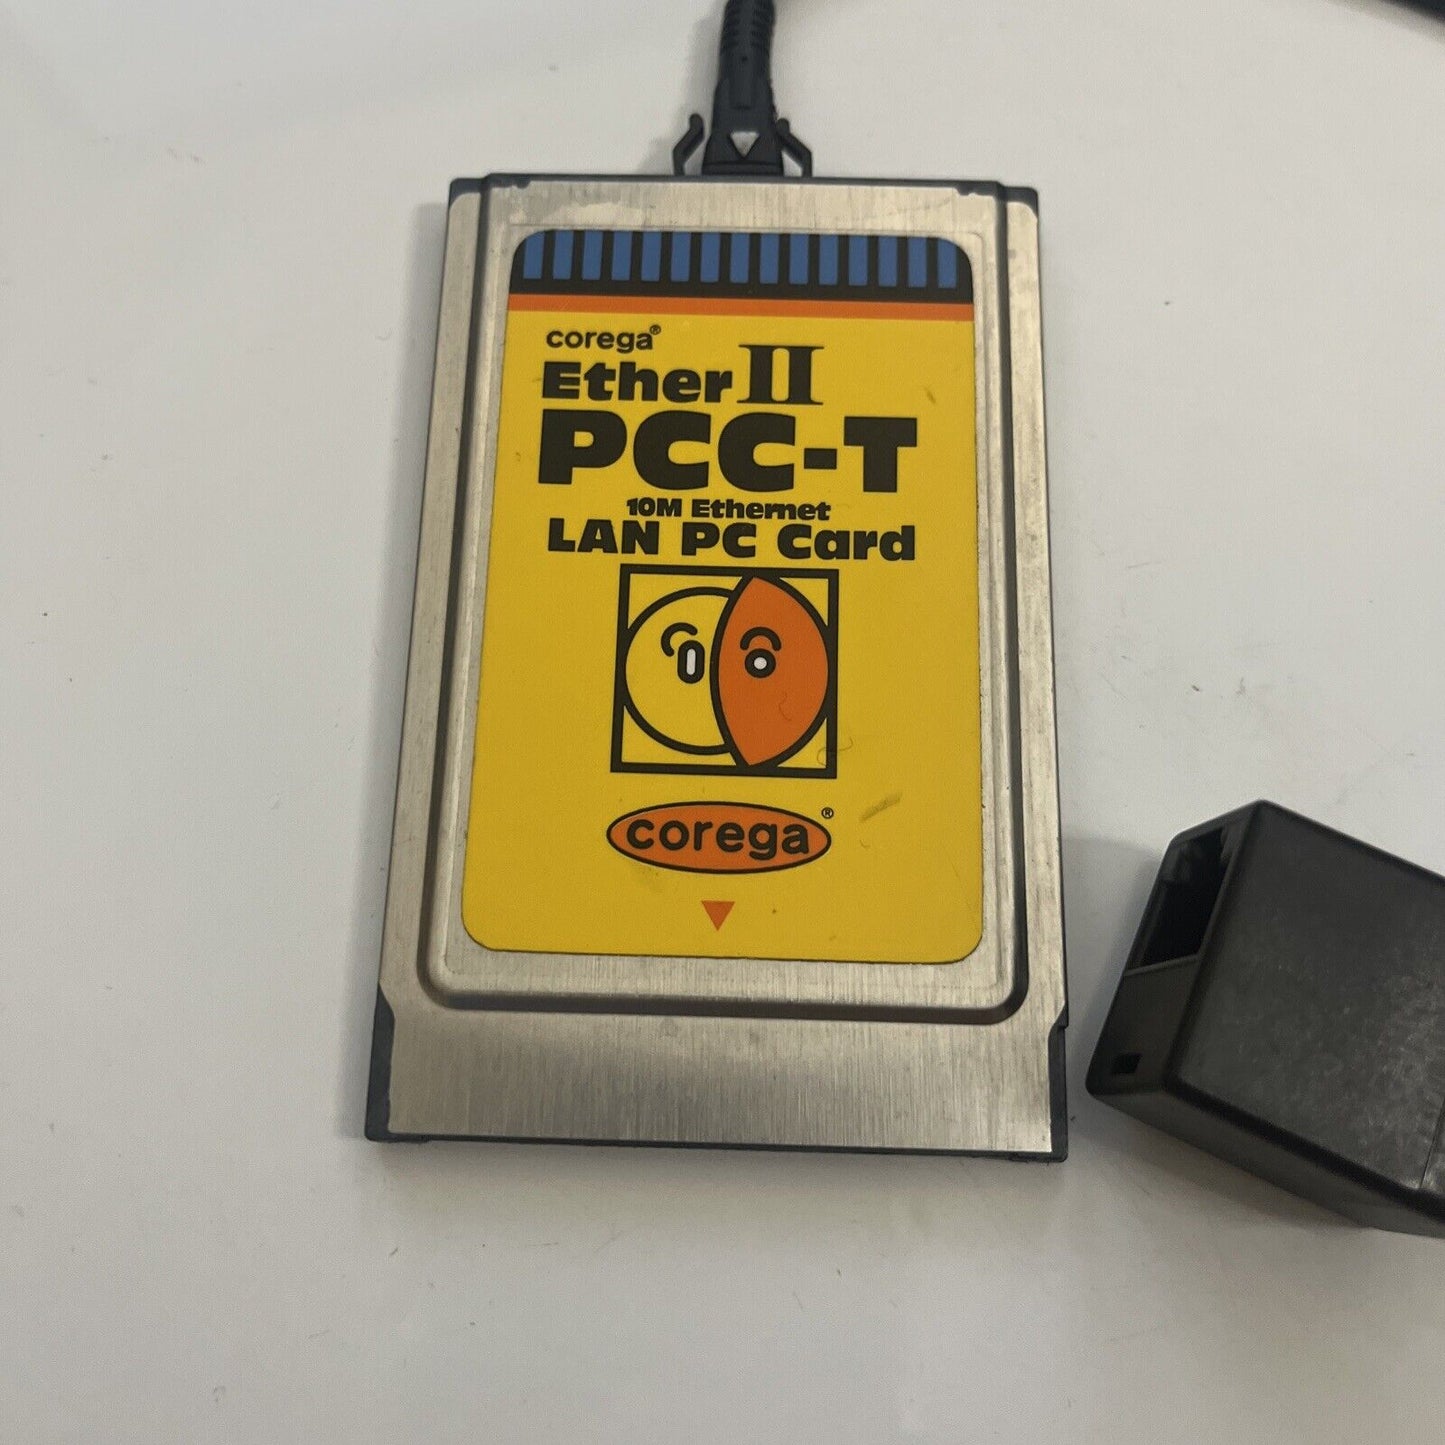 corega®
Ether II
PCC-T
10M Ethernet
LAN PC Card
corega®